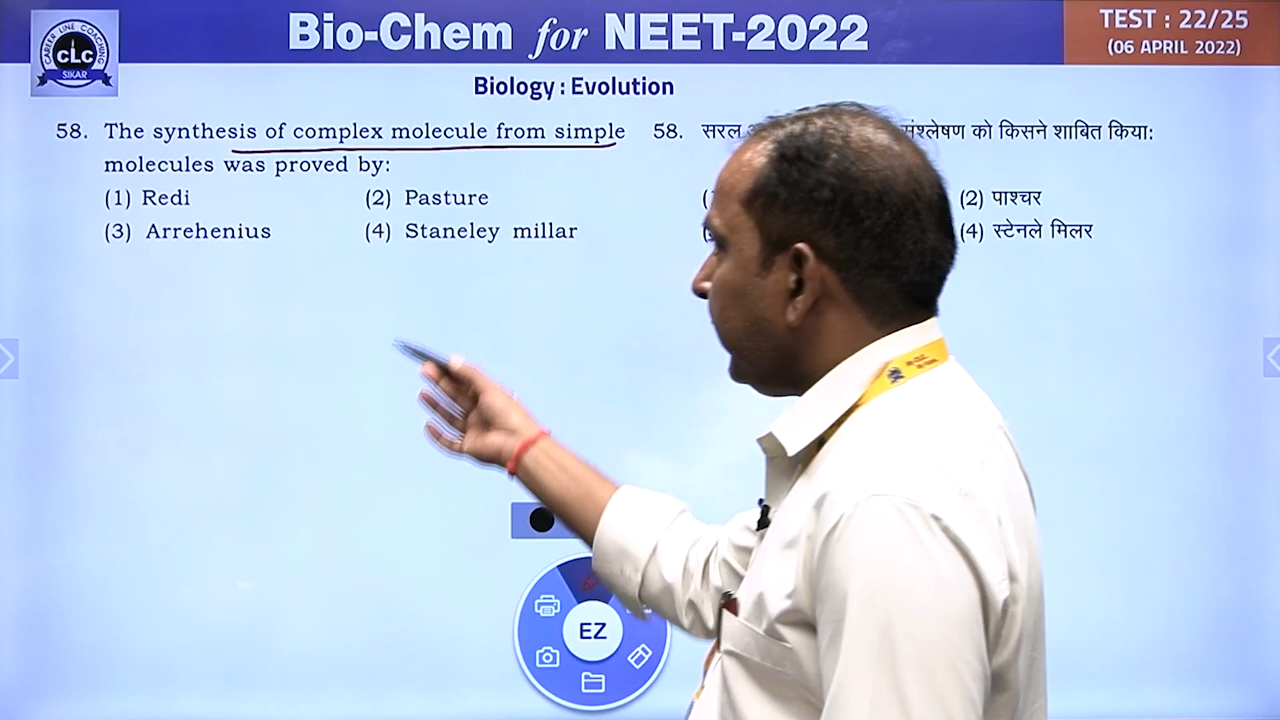 Bio-Chem for NEET-2022
TEST : 22/25
(06 APRIL 2022)
CAREER LINE COACHING
CLC
SIKAR
Biology : Evolution
58. The synthesis of complex molecule from simple
molecules was proved by:
(1) Redi (2) Pasture
(3) Arrehenius (4) Staneley millar
58. सरल संश्लेषण को किसने शाबित किया:
(2) पाश्चर
(4) स्टेनले मिलर
EZ